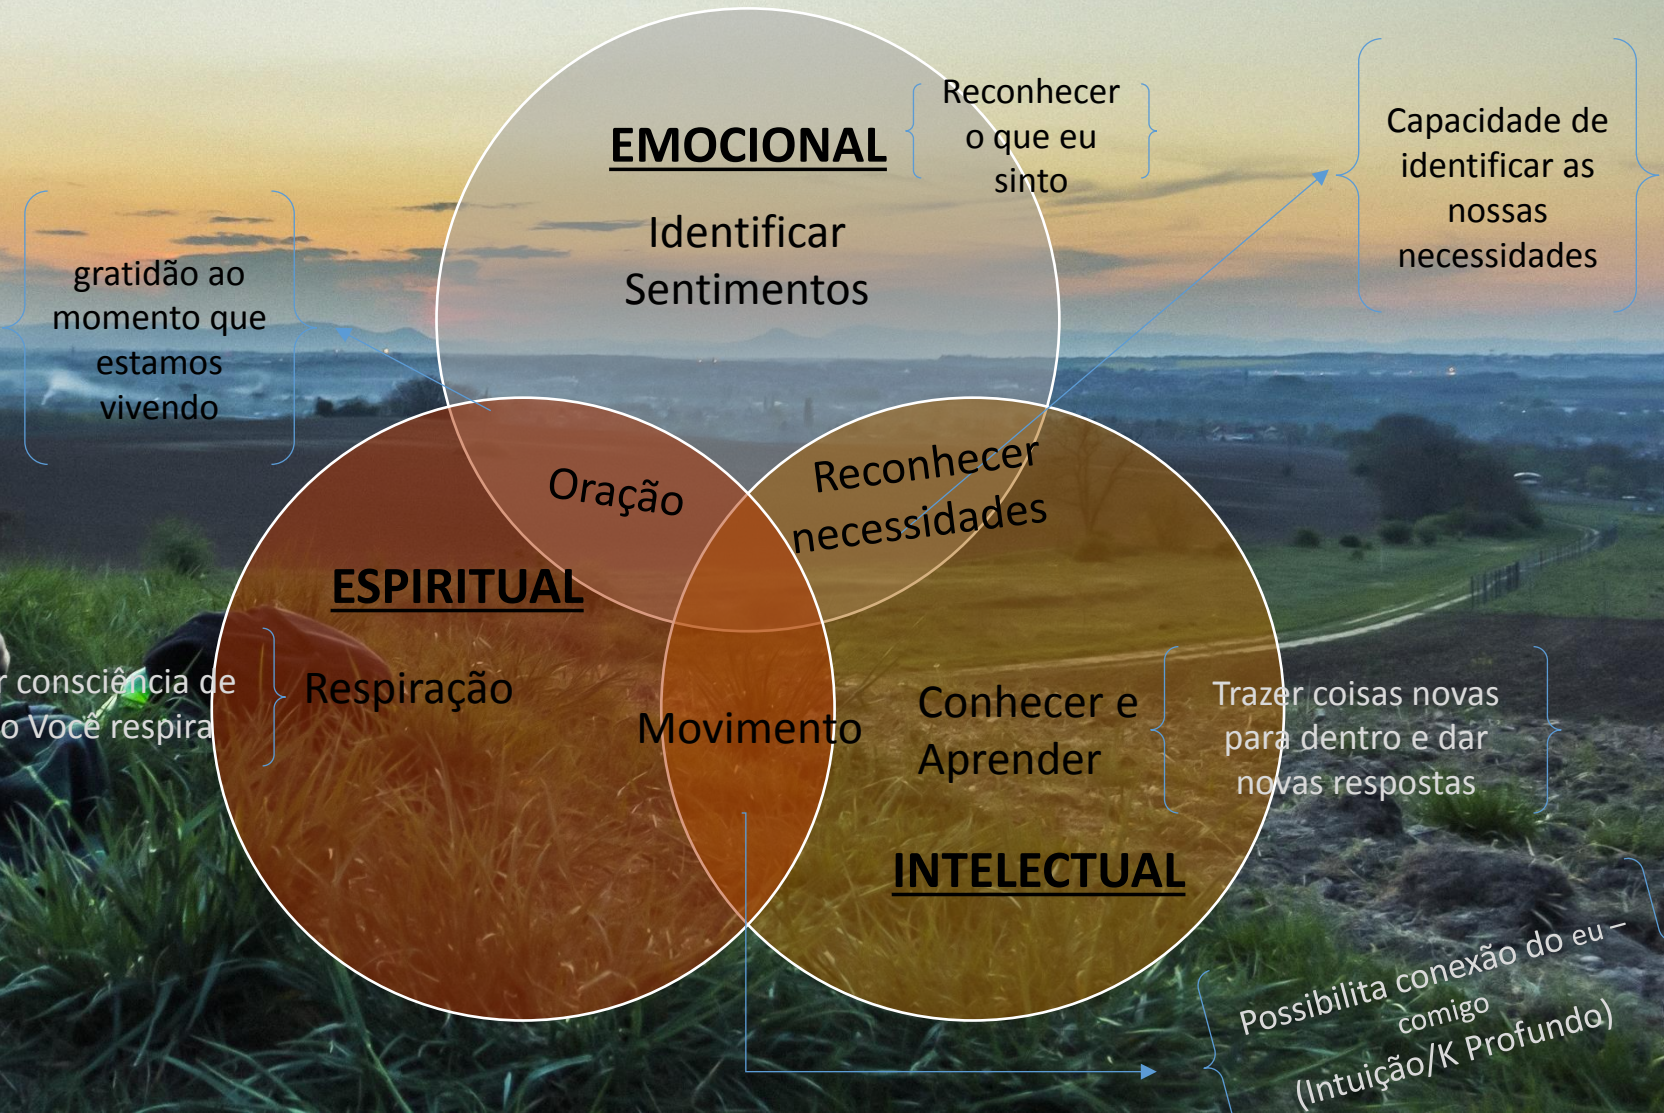 EMOCIONAL
Identificar
Sentimentos
Reconhecer
o que eu
sinto
Capacidade de
identificar as
nossas
necessidades
gratidão ao
momento que
estamos
vivendo
Oração
Reconhecer
necessidades
ESPIRITUAL
Respiração
consciência de
Você respira
Movimento
Conhecer e
Aprender
Trazer coisas novas
para dentro e dar
novas respostas
INTELECTUAL
Possibilita conexão do eu –
comigo
(Intuição/K Profundo)